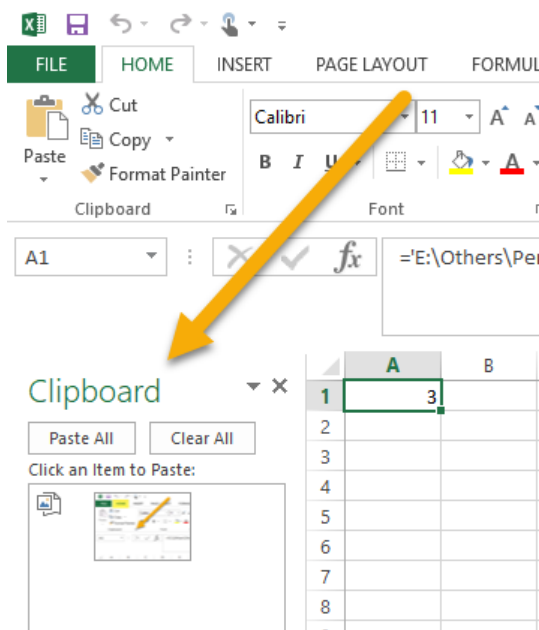 FILE HOME INSERT PAGE LAYOUT FORMUL
Cut
Copy
Paste
Format Painter
Clipboard
Calibri 11 A A
B I U A
Font
A1 fx ='E:\Others\Per
Clipboard
Paste All Clear All
Click an Item to Paste:
A B
1 3
2
3
4
5
6
7
8